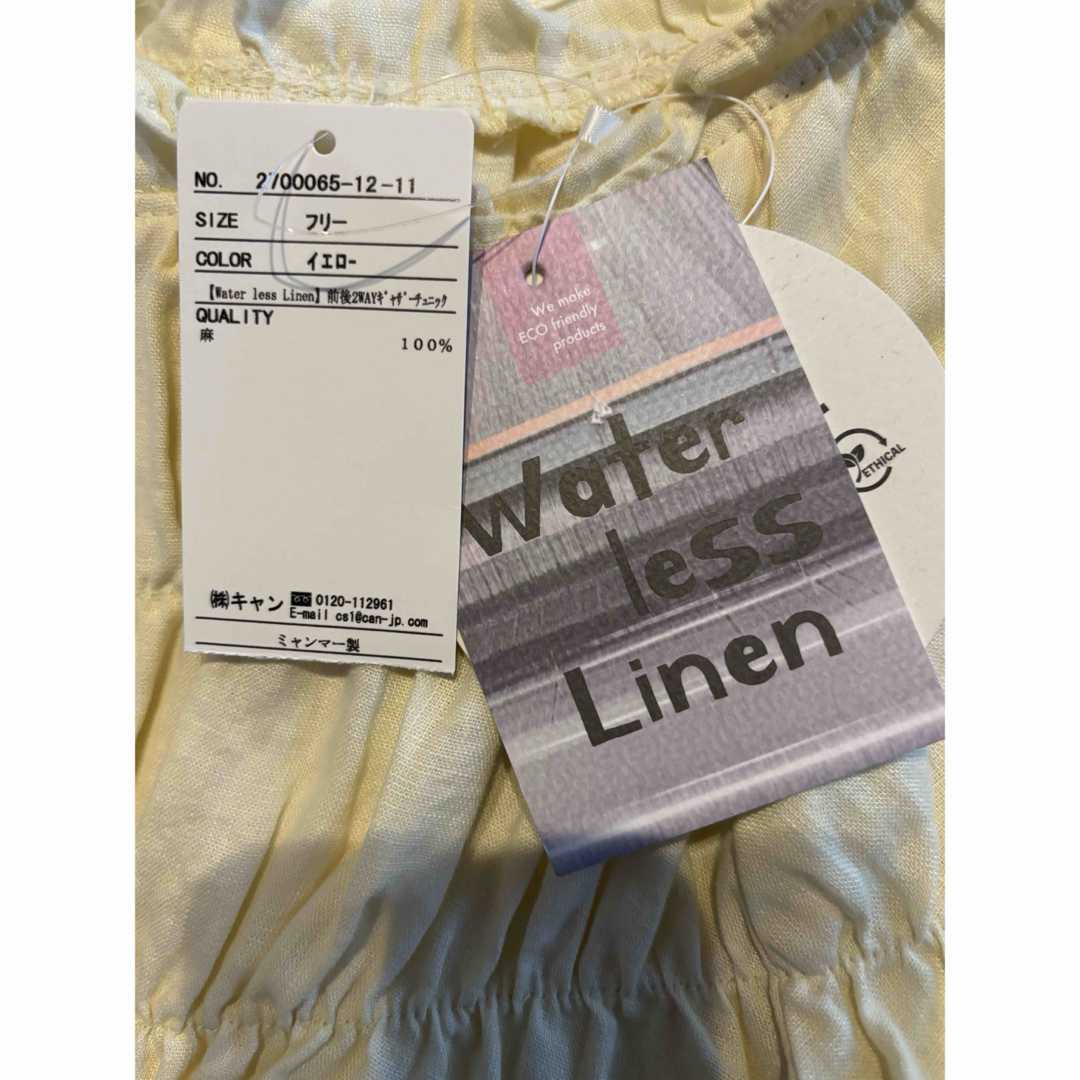 NO. 2700065-12-11
SIZE フリー
COLOR イエロー
【Water less Linen】前後2WAYｷﾞｬｻﾞｰチュニック
QUALITY
麻 100%
㈱キャン 0120-112961
E-mail cs1@can-jp.com
ミャンマー製
We make
ECO friendly
products
Water
less
Linen
ETHICAL